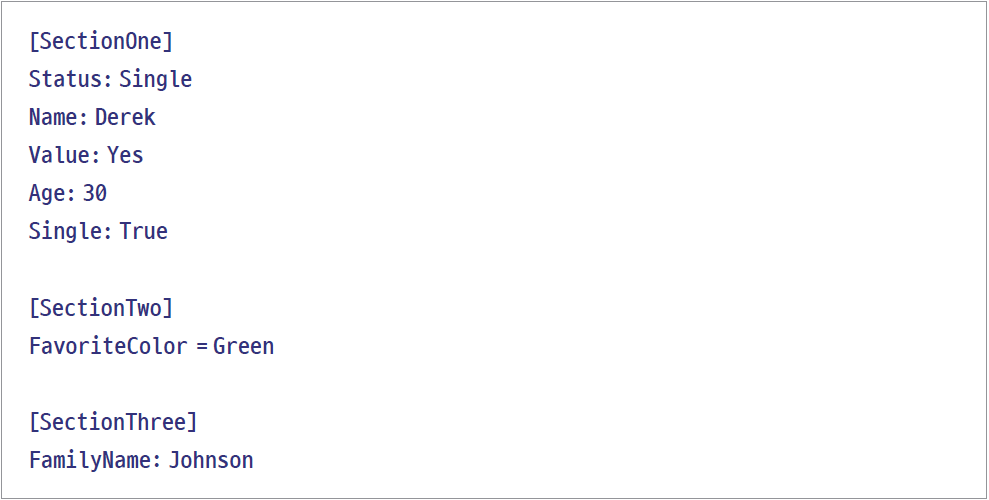 [SectionOne]
Status: Single
Name: Derek
Value: Yes
Age: 30
Single: True
[SectionTwo]
FavoriteColor = Green
[SectionThree]
FamilyName: Johnson